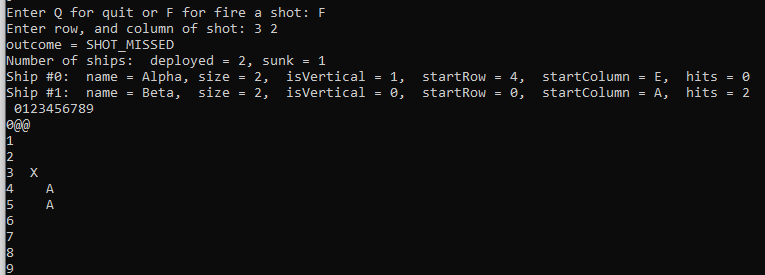 Enter Q for quit or F for fire a shot: F
Enter row, and column of shot: 3 2
outcome = SHOT_MISSED
Number of ships:  deployed = 2, sunk = 1
Ship #0:  name = Alpha, size = 2,  isVertical = 1,  startRow = 4,  startColumn = E,  hits = 0
Ship #1:  name = Beta,  size = 2,  isVertical = 0,  startRow = 0,  startColumn = A,  hits = 2
 0123456789
0@@
1
2
3  X
4    A
5    A
6
7
8
9